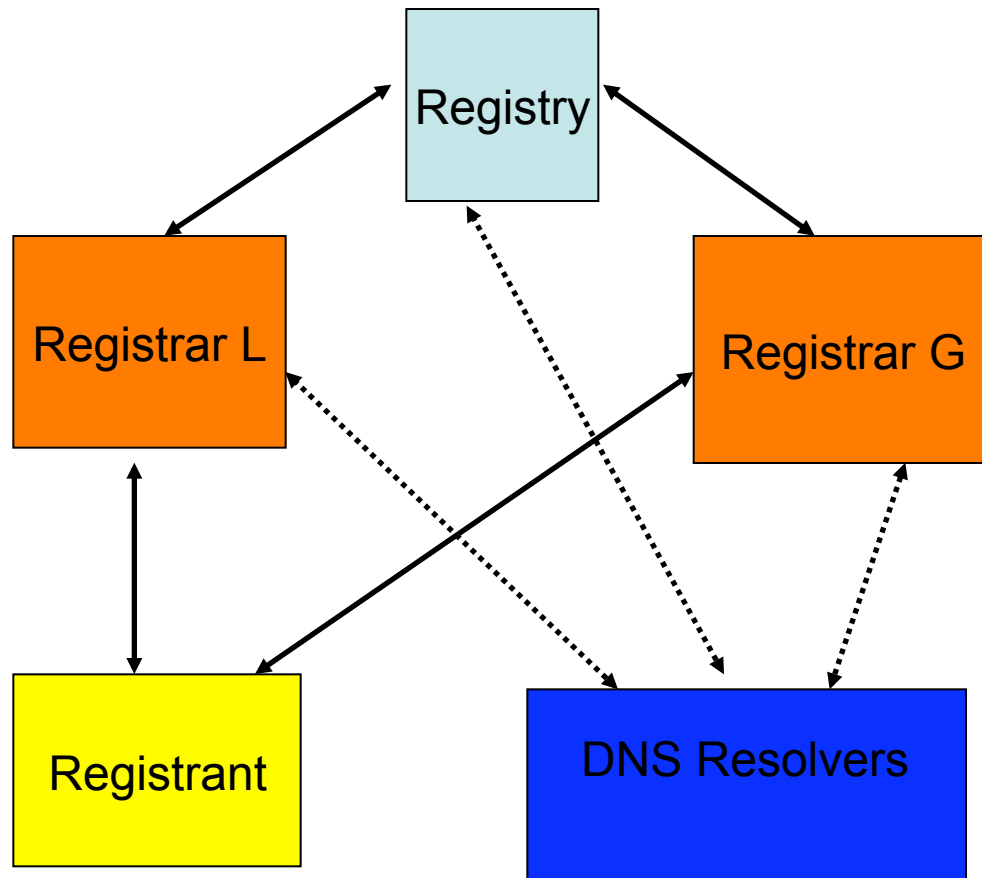 Registry
Registrar L
Registrar G
Registrant
DNS Resolvers